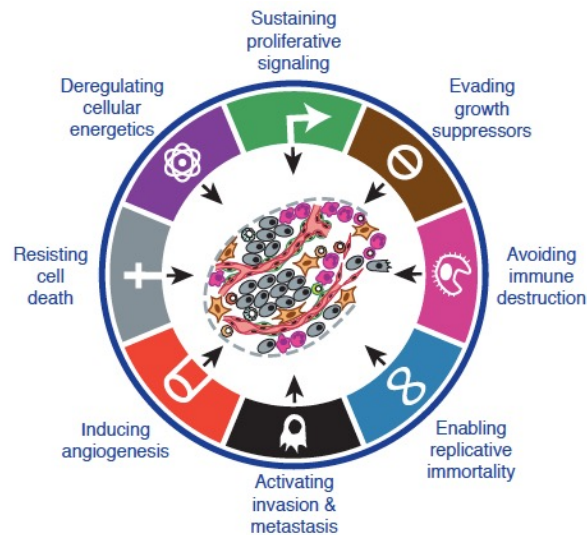 Sustaining
proliferative
signaling
Evading
growth
suppressors
Avoiding
immune
destruction
Enabling
replicative
immortality
Activating
invasion &
metastasis
Inducing
angiogenesis
Resisting
cell
death
Deregulating
cellular
energetics